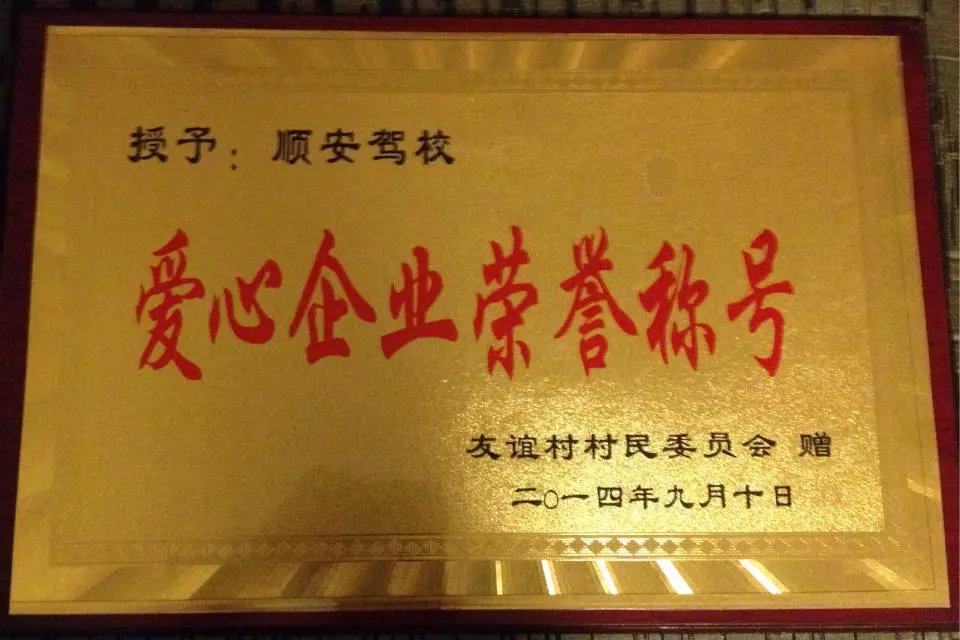 授予：顺安驾校
爱心企业荣誉称号
友谊村村民委员会 赠
二〇一四年九月十日